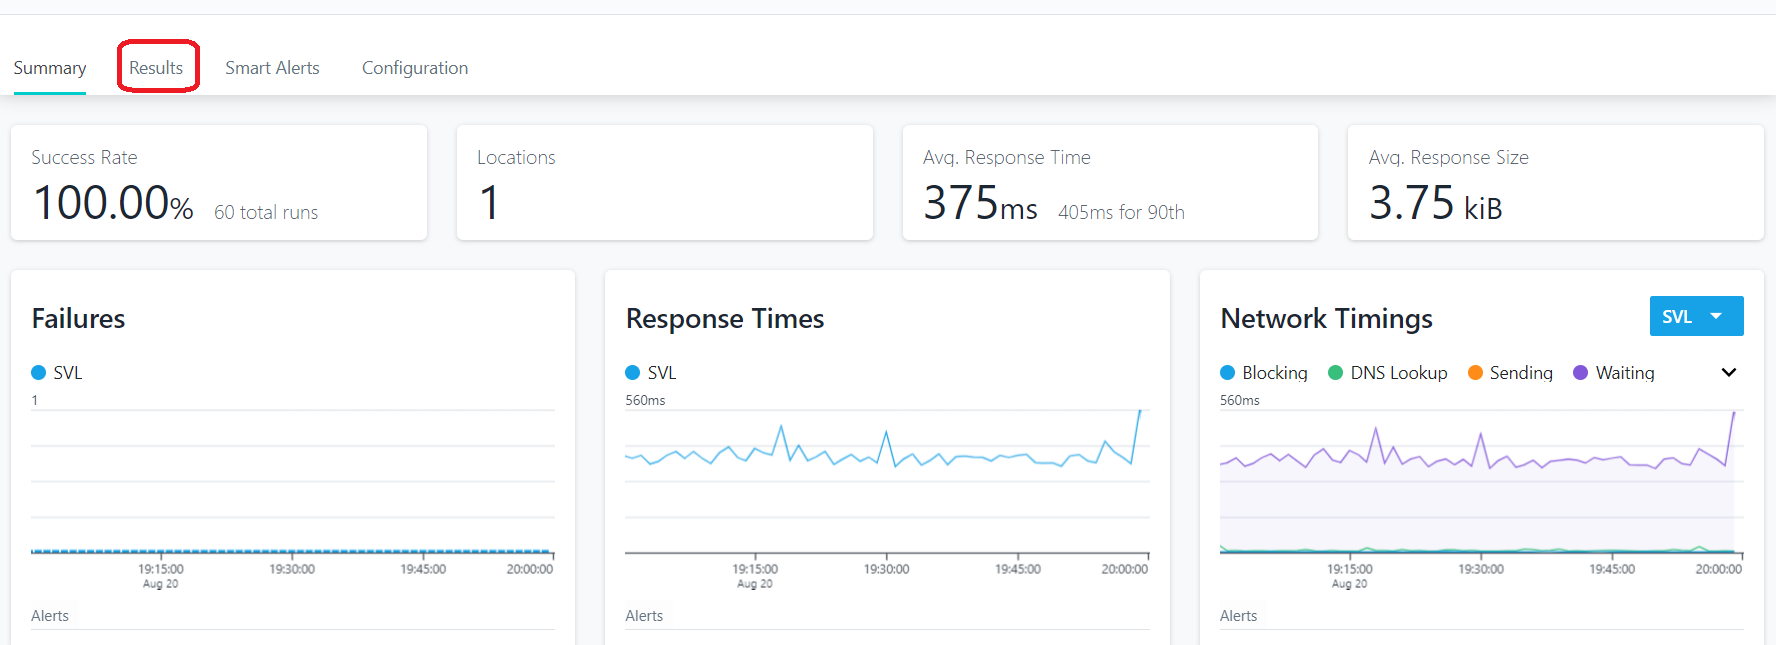 Summary Results Smart Alerts Configuration
Success Rate
100.00% 60 total runs
Locations
1
Avg. Response Time
375ms 405ms for 90th
Avg. Response Size
3.75 kiB
Failures
SVL
1
19:15:00 19:30:00 19:45:00 20:00:00
Aug 20
Alerts
Response Times
SVL
560ms
19:15:00 19:30:00 19:45:00 20:00:00
Aug 20
Alerts
Network Timings
SVL
Blocking DNS Lookup Sending Waiting
560ms
19:15:00 19:30:00 19:45:00 20:00:00
Aug 20
Alerts